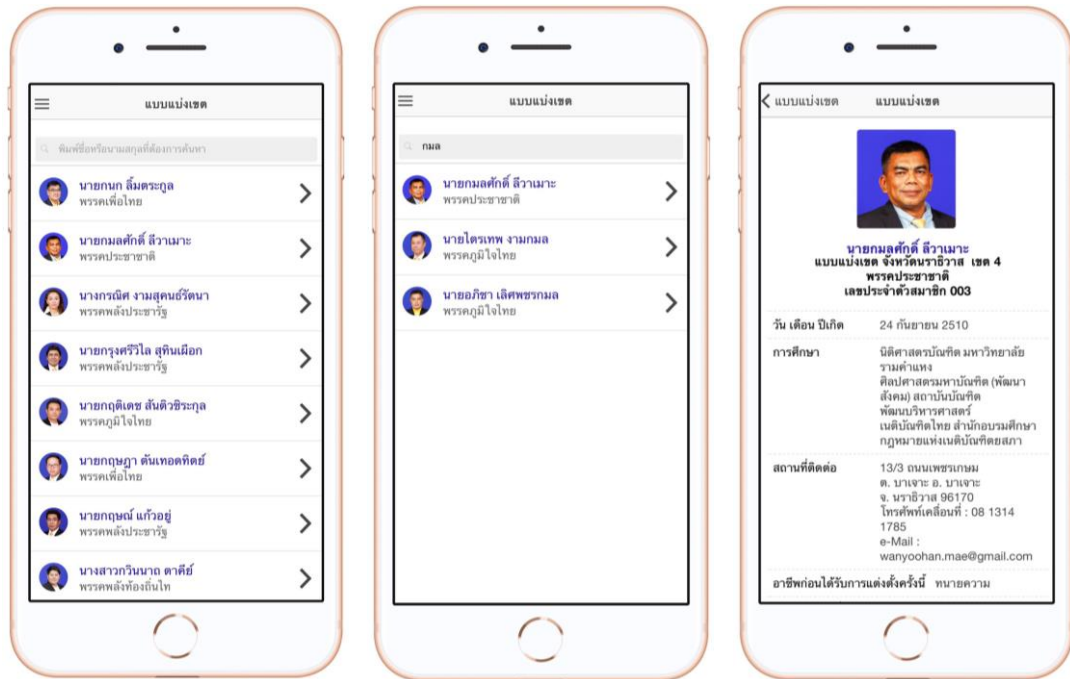 แบบแบ่งเขต
พิมพ์ชื่อหรือนามสกุลที่ต้องการค้นหา
นายกนก ลิ้มตระกูล
พรรคเพื่อไทย
นายกมลศักดิ์ ลีวาเมาะ
พรรคประชาชาติ
นางกรณิศ งามสุคนธ์รัตนา
พรรคพลังประชารัฐ
นายกรุงศรีวิไล สุทินเผือก
พรรคพลังประชารัฐ
นายกฤติเดช สันติวชิระกุล
พรรคภูมิใจไทย
นายกฤษฎา ตันเทอดทิตย์
พรรคเพื่อไทย
นายกฤษณ์ แก้วอยู่
พรรคพลังประชารัฐ
นางสาวกวินนาถ ตาคีย์
พรรคพลังท้องถิ่นไท
แบบแบ่งเขต
กมล
นายกมลศักดิ์ ลีวาเมาะ
พรรคประชาชาติ
นายไตรเทพ งามกมล
พรรคภูมิใจไทย
นายอภิชา เลิศพชรกมล
พรรคภูมิใจไทย
แบบแบ่งเขต แบบแบ่งเขต
นายกมลศักดิ์ ลีวาเมาะ
แบบแบ่งเขต จังหวัดนราธิวาส เขต 4
พรรคประชาชาติ
เลขประจำตัวสมาชิก 003
วัน เดือน ปีเกิด 24 กันยายน 2510
การศึกษา นิติศาสตรบัณฑิต มหาวิทยาลัย
รามคำแหง
ศิลปศาสตรมหาบัณฑิต (พัฒนา
สังคม) สถาบันบัณฑิต
พัฒนบริหารศาสตร์
เนติบัณฑิตไทย สำนักอบรมศึกษา
กฎหมายแห่งเนติบัณฑิตยสภา
สถานที่ติดต่อ 13/3 ถนนเพชรเกษม
ต. บาเจาะ อ. บาเจาะ
จ. นราธิวาส 96170
โทรศัพท์เคลื่อนที่ : 08 1314
1785
e-Mail :
wanyoohan.mae@gmail.com
อาชีพก่อนได้รับการแต่งตั้งครั้งนี้ ทนายความ